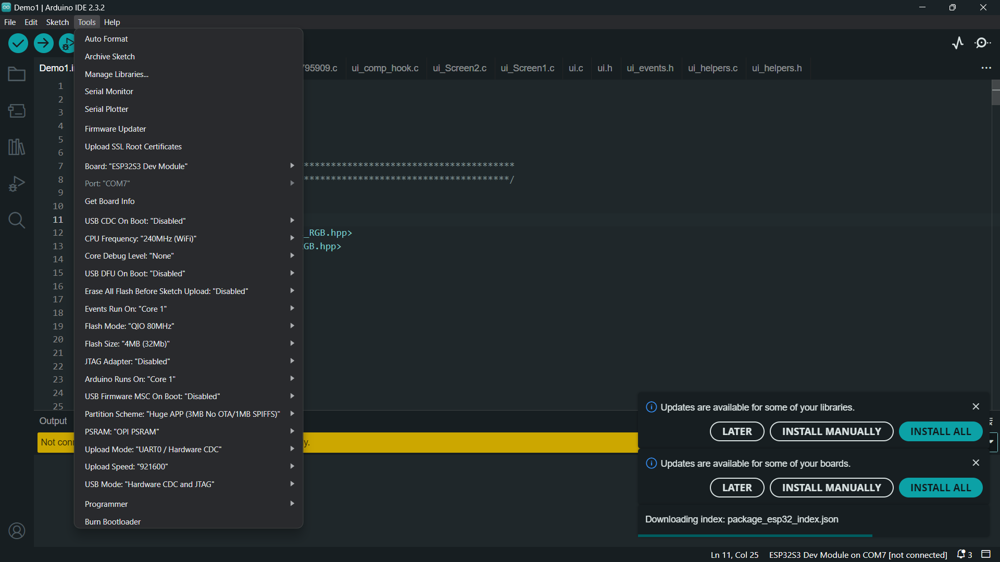 Demo1 | Arduino IDE 2.3.2
File Edit Sketch Tools Help
Auto Format
Archive Sketch
Manage Libraries...
Serial Monitor
Serial Plotter
Firmware Updater
Upload SSL Root Certificates
Board: "ESP32S3 Dev Module"
Port: "COM7"
Get Board Info
USB CDC On Boot: "Disabled"
CPU Frequency: "240MHz (WiFi)"
Core Debug Level: "None"
USB DFU On Boot: "Disabled"
Erase All Flash Before Sketch Upload: "Disabled"
Events Run On: "Core 1"
Flash Mode: "QIO 80MHz"
Flash Size: "4MB (32Mb)"
JTAG Adapter: "Disabled"
Arduino Runs On: "Core 1"
USB Firmware MSC On Boot: "Disabled"
Partition Scheme: "Huge APP (3MB No OTA/1MB SPIFFS)"
PSRAM: "OPI PSRAM"
Upload Mode: "UART0 / Hardware CDC"
Upload Speed: "921600"
USB Mode: "Hardware CDC and JTAG"
Programmer
Burn Bootloader
Demo1.i 795909.c ui_comp_hook.c ui_Screen2.c ui_Screen1.c ui.c ui.h ui_events.h ui_helpers.c ui_helpers.h
1
2
3
4
5
6
7 ***************************************
8 **************************************/
9
10
11
12 _RGB.hpp>
13 GB.hpp>
14
15
16
17
18
19
20
21
22
23
24
25
Output
Not con y.
Updates are available for some of your libraries.
LATER INSTALL MANUALLY INSTALL ALL
Updates are available for some of your boards.
LATER INSTALL MANUALLY INSTALL ALL
Downloading index: package_esp32_index.json
Ln 11, Col 25 ESP32S3 Dev Module on COM7 [not connected] 3